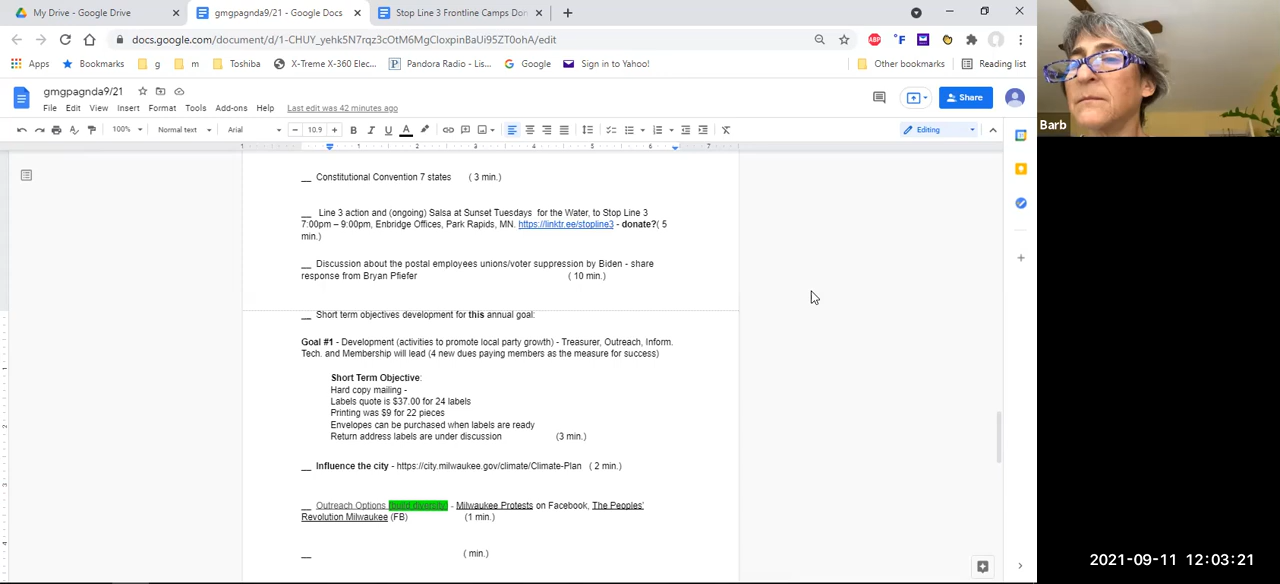 My Drive - Google Drive
gmgpagnda9/21 - Google Docs
Stop Line 3 Frontline Camps Don
docs.google.com/document/d/1-CHUY_yehk5N7rqz3cOtM6MgCloxpinBaUi95ZT0ohA/edit
Apps Bookmarks g m Toshiba X-Treme X-360 Elec... Pandora Radio - Lis... Google Sign in to Yahoo! Other bookmarks Reading list
gmgpagnda9/21
File Edit View Insert Format Tools Add-ons Help Last edit was 42 minutes ago
Share
100% Normal text Arial 10.9 Editing
__ Constitutional Convention 7 states ( 3 min.)
__ Line 3 action and (ongoing) Salsa at Sunset Tuesdays for the Water, to Stop Line 3
7:00pm – 9:00pm, Enbridge Offices, Park Rapids, MN. https://linktr.ee/stopline3 - donate?( 5
min.)
__ Discussion about the postal employees unions/voter suppression by Biden - share
response from Bryan Pfiefer ( 10 min.)
__ Short term objectives development for this annual goal:
Goal #1 - Development (activities to promote local party growth) - Treasurer, Outreach, Inform.
Tech. and Membership will lead (4 new dues paying members as the measure for success)
Short Term Objective:
Hard copy mailing -
Labels quote is $37.00 for 24 labels
Printing was $9 for 22 pieces
Envelopes can be purchased when labels are ready
Return address labels are under discussion (3 min.)
__ Influence the city - https://city.milwaukee.gov/climate/Climate-Plan ( 2 min.)
__ Outreach Options (build diversity) - Milwaukee Protests on Facebook, The Peoples'
Revolution Milwaukee (FB) (1 min.)
__ ( min.)
Barb
2021-09-11 12:03:21